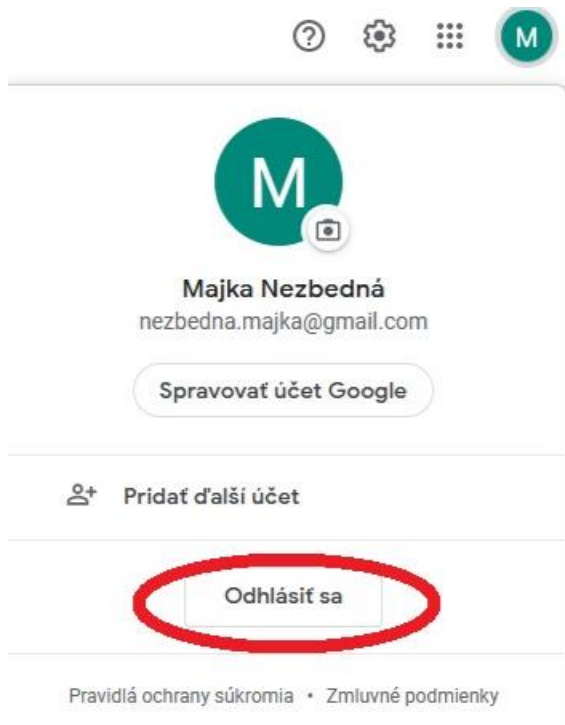 M
M
Majka Nezbedná
nezbedna.majka@gmail.com
Spravovať účet Google
Pridať ďalší účet
Odhlásiť sa
Pravidlá ochrany súkromia • Zmluvné podmienky